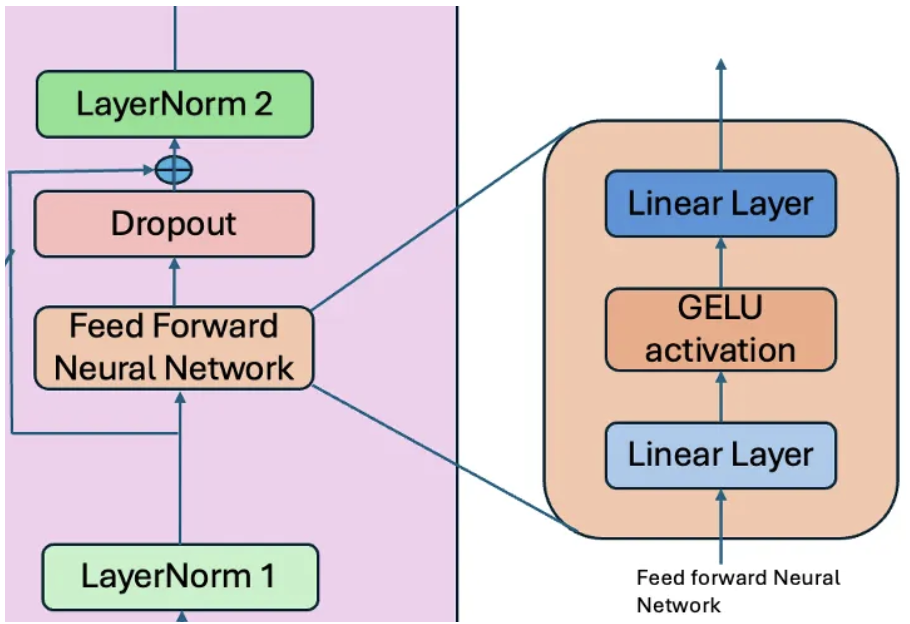 LayerNorm 2
Dropout
Feed Forward
Neural Network
LayerNorm 1
Linear Layer
GELU
activation
Linear Layer
Feed forward Neural
Network